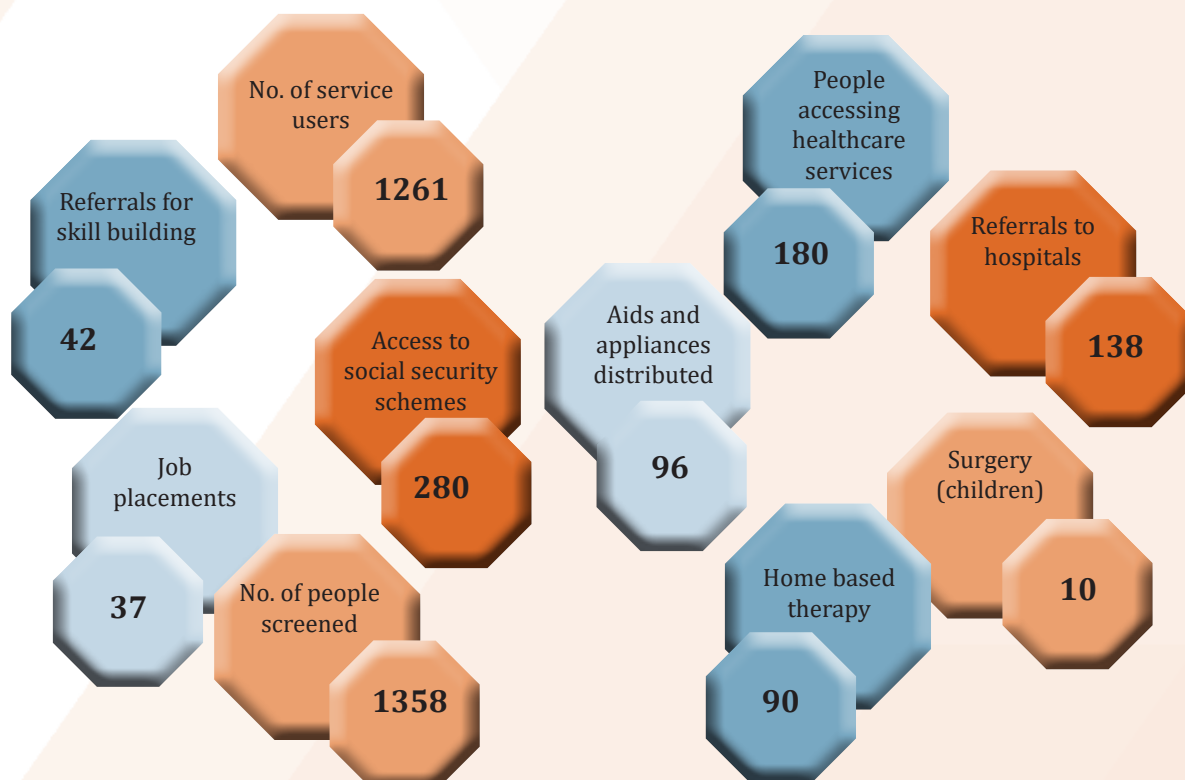 No. of service
users
1261
Referrals for
skill building
42
Access to
social security
schemes
280
Job
placements
37
No. of people
screened
1358
People
accessing
healthcare
services
180
Referrals to
hospitals
138
Aids and
appliances
distributed
96
Surgery
(children)
10
Home based
therapy
90